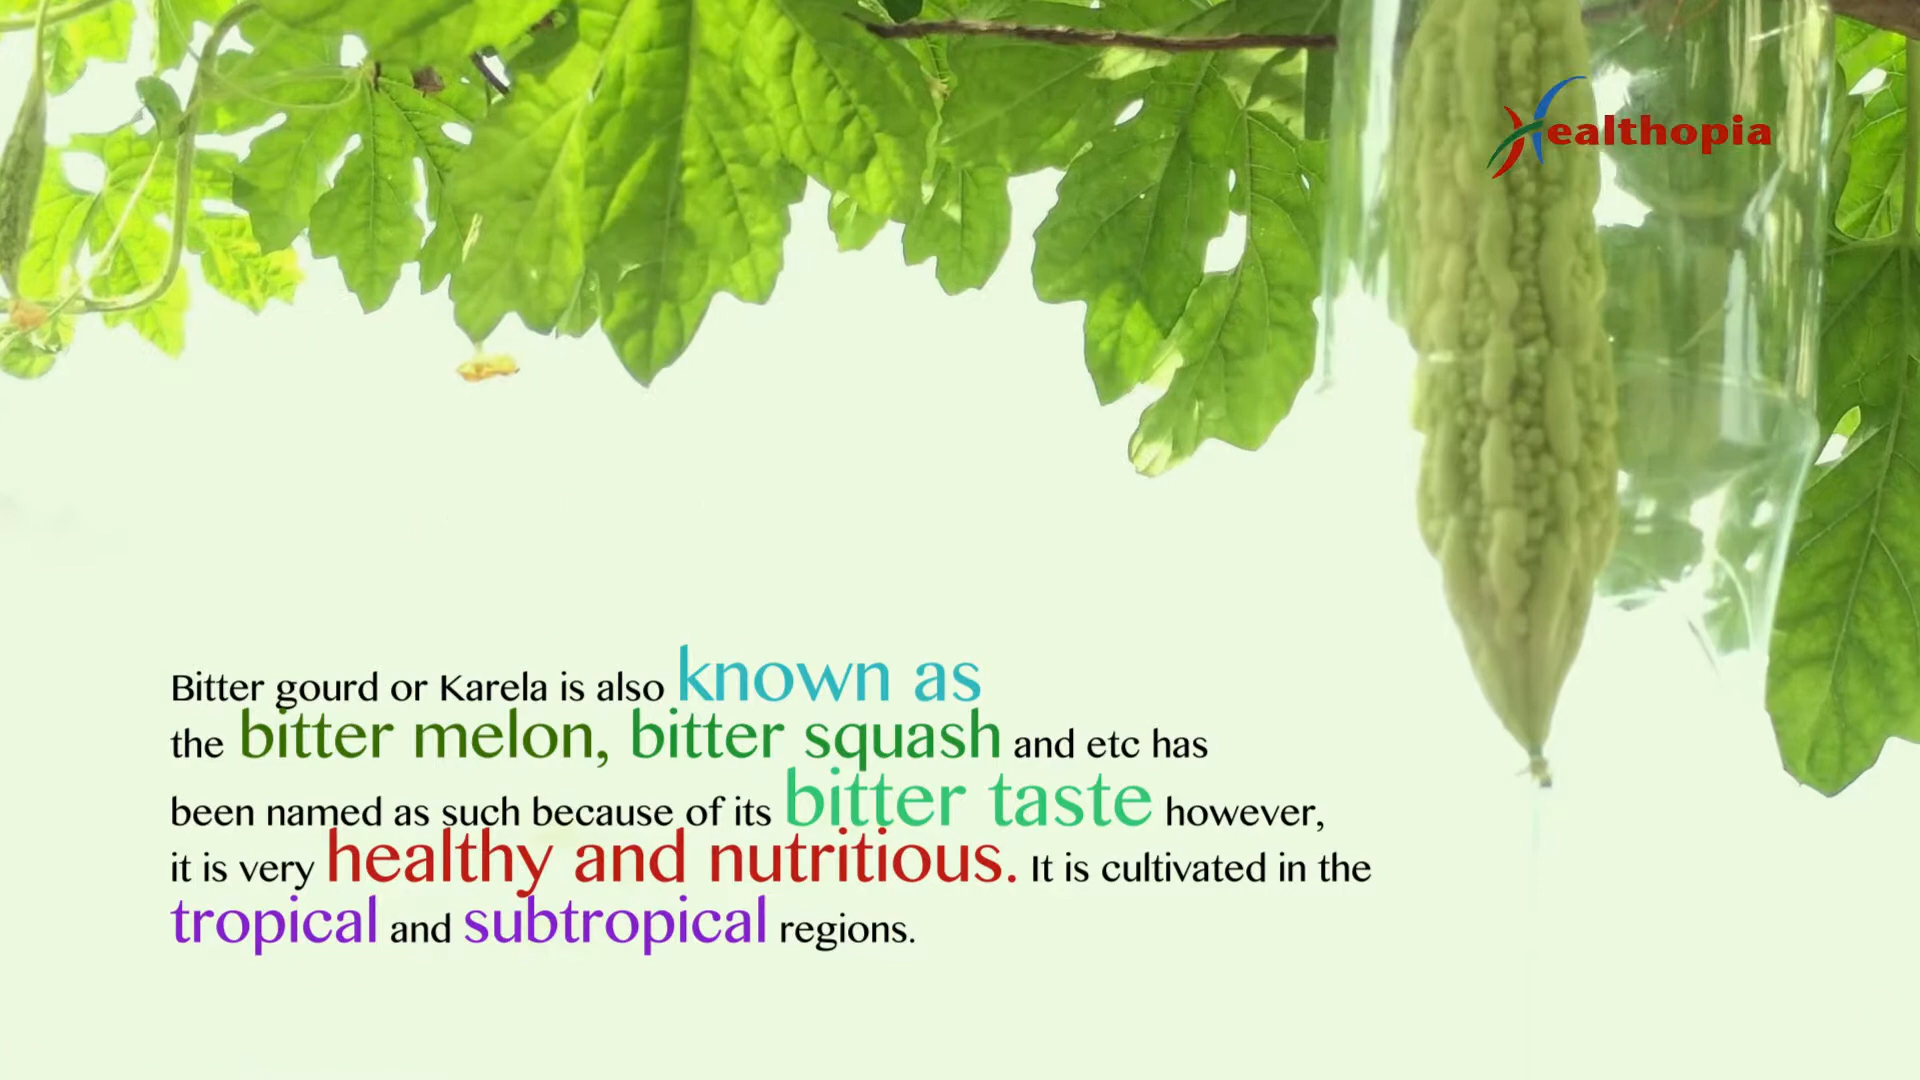 Healthopia
Bitter gourd or Karela is also known as
the bitter melon, bitter squash and etc has
been named as such because of its bitter taste however,
it is very healthy and nutritious. It is cultivated in the
tropical and subtropical regions.